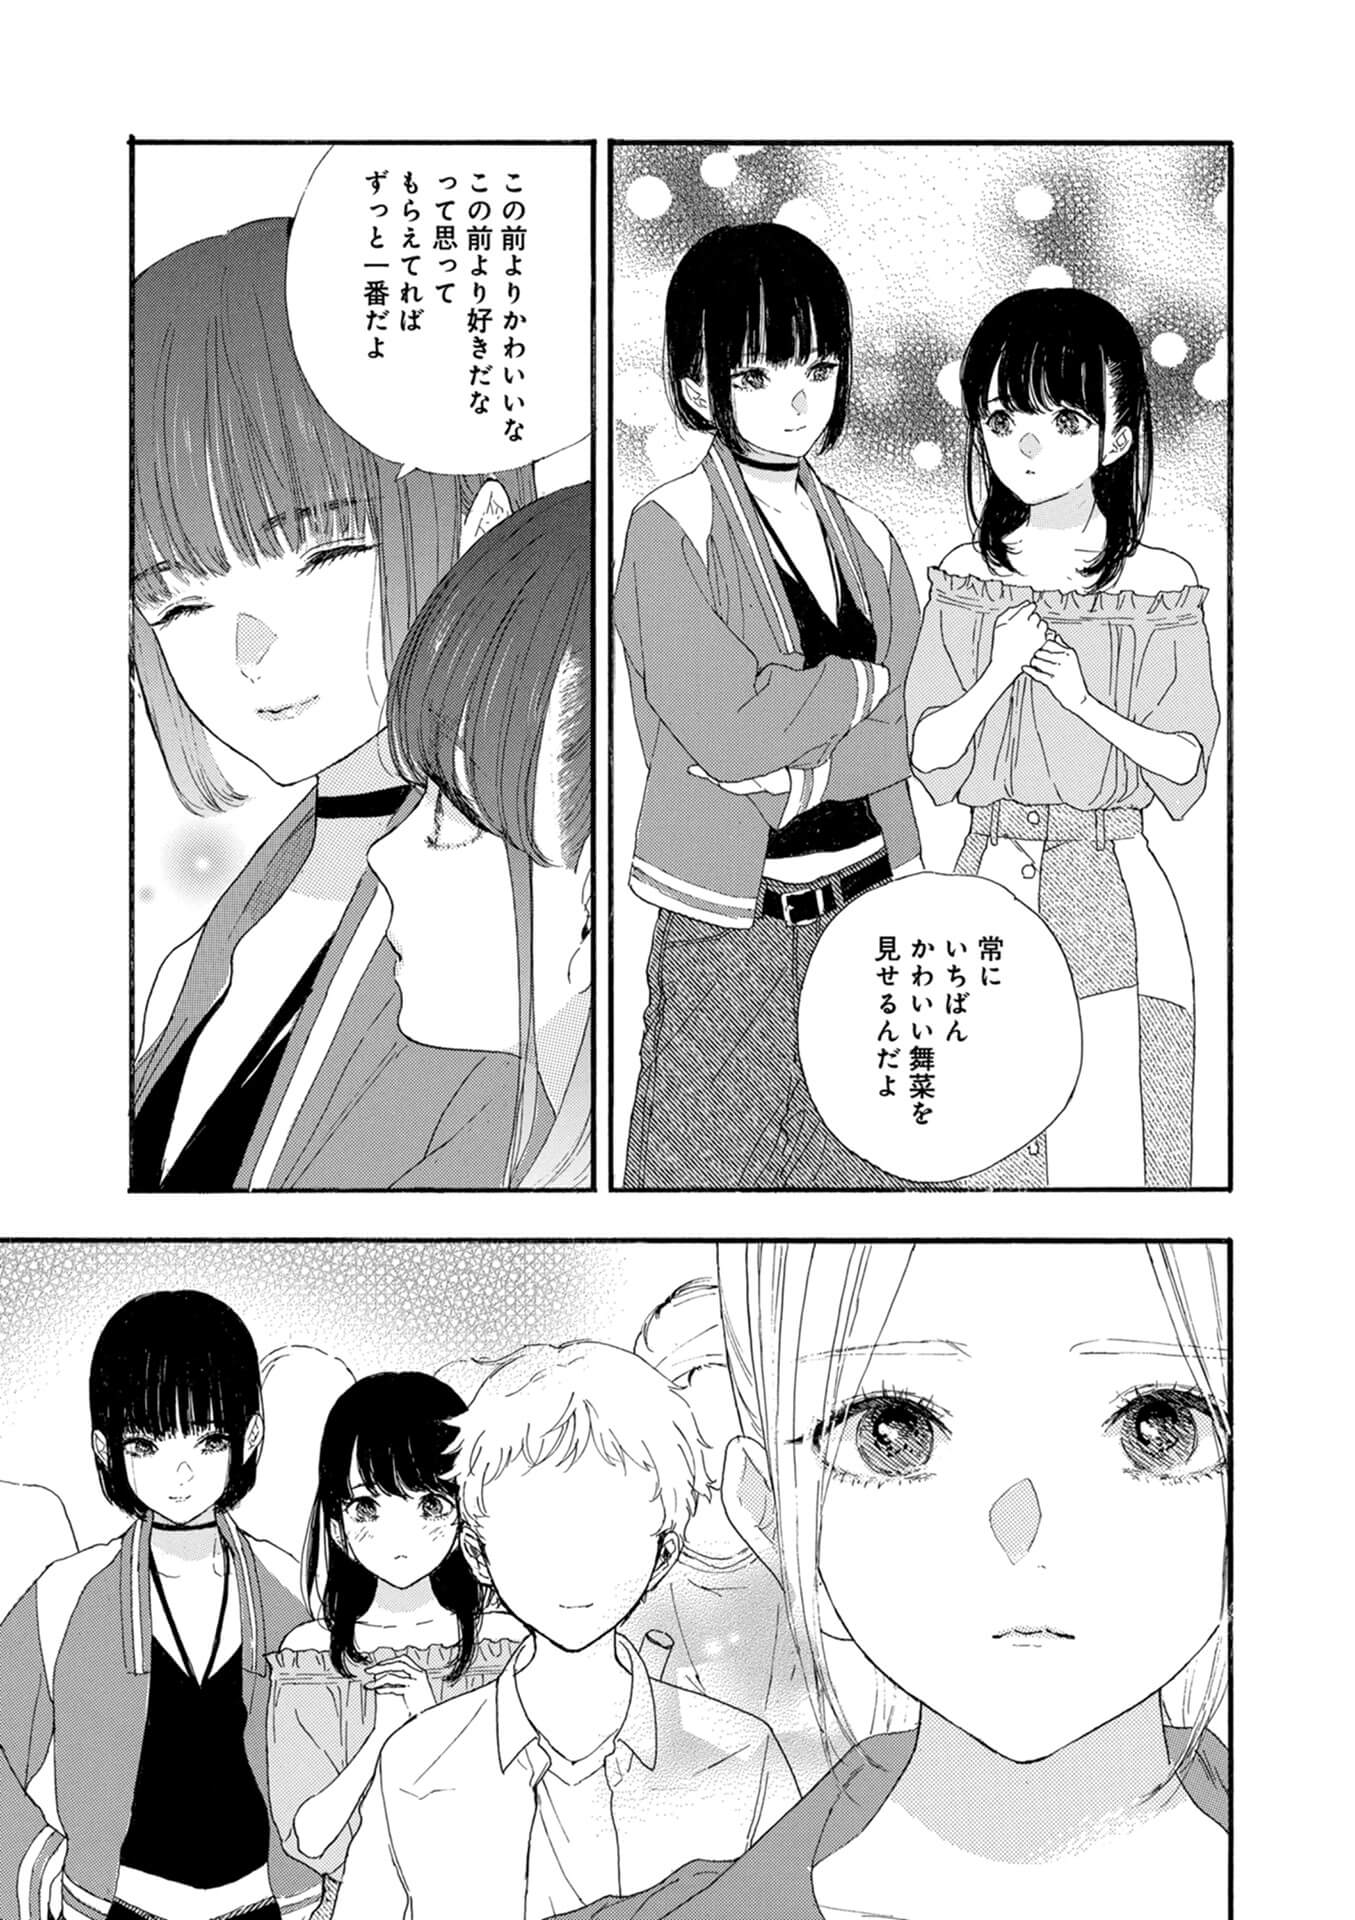 常に
いちばん
かわいい舞菜を
見せるんだよ
この前よりかわいいな
この前より好きだな
って思って
もらえてれば
ずっと一番だよ